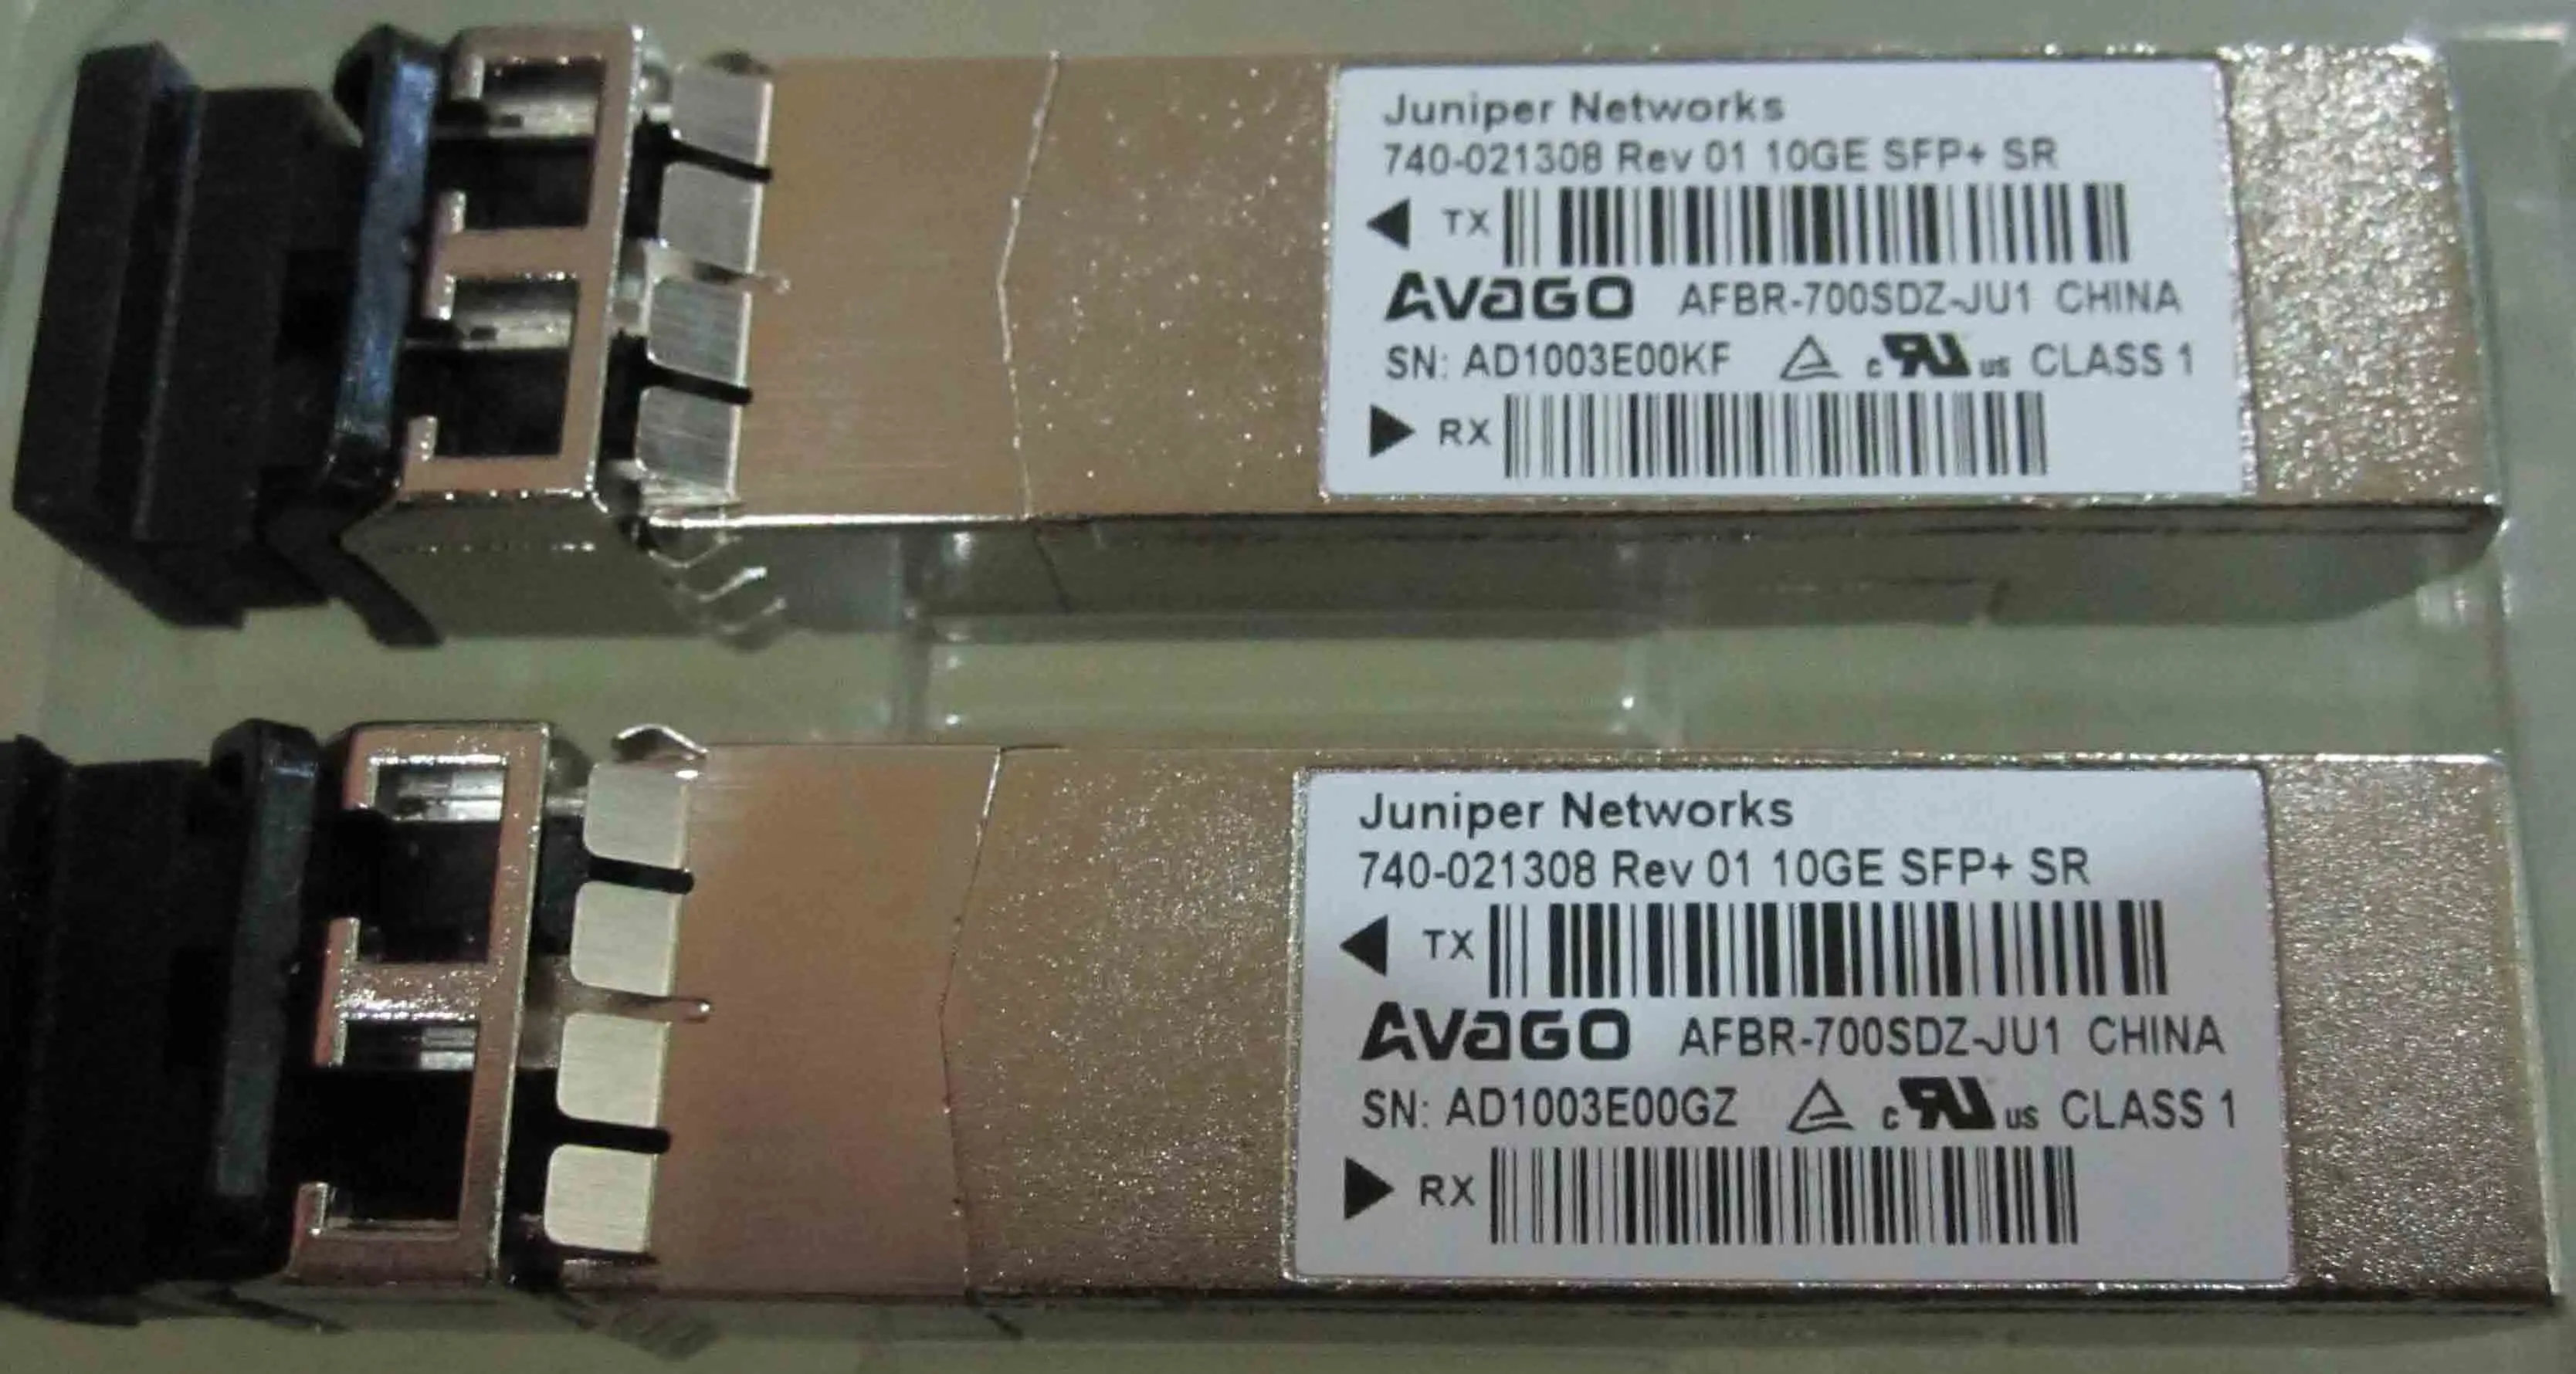 Juniper Networks
740-021308 Rev 01 10GE SFP+ SR
TX
AVAGO AFBR-700SDZ-JU1 CHINA
SN: AD1003E00KF c RU us CLASS 1
RX
Juniper Networks
740-021308 Rev 01 10GE SFP+ SR
TX
AVAGO AFBR-700SDZ-JU1 CHINA
SN: AD1003E00GZ c RU us CLASS 1
RX